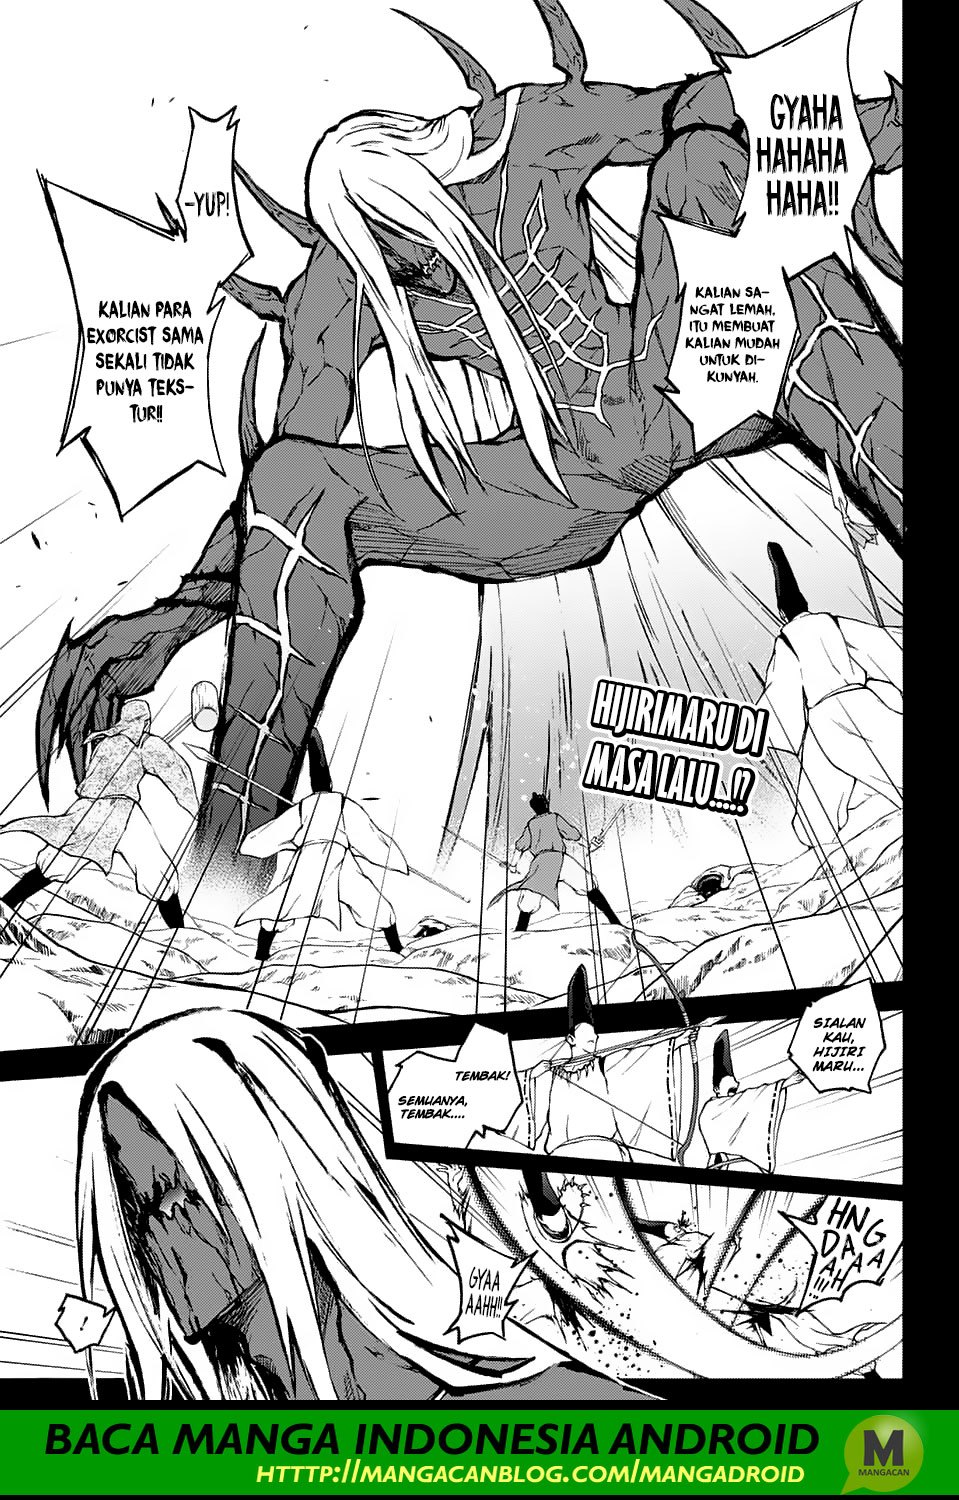 GYAHA
HAHAHA
HAHA!!
KALIAN SA-
NGAT LEMAH.
ITU MEMBUAT
KALIAN MUDAH
UNTUK DI-
KUNYAH.
-YUP!
KALIAN PARA
EXORCIST SAMA
SEKALI TIDAK
PUNYA TEKS-
TUR!!
HIJIRIMARU DI
MASA LALU...!?
SIALAN
KAU,
HIJIRI
MARU...
TEMBAK!
SEMUANYA,
TEMBAK....
HNG
DAA
AAA
!!!!H
GYAA
AAHH!!
!
BACA MANGA INDONESIA ANDROID
HTTTP://MANGACANBLOG.COM/MANGADROID
M
MANGACAN